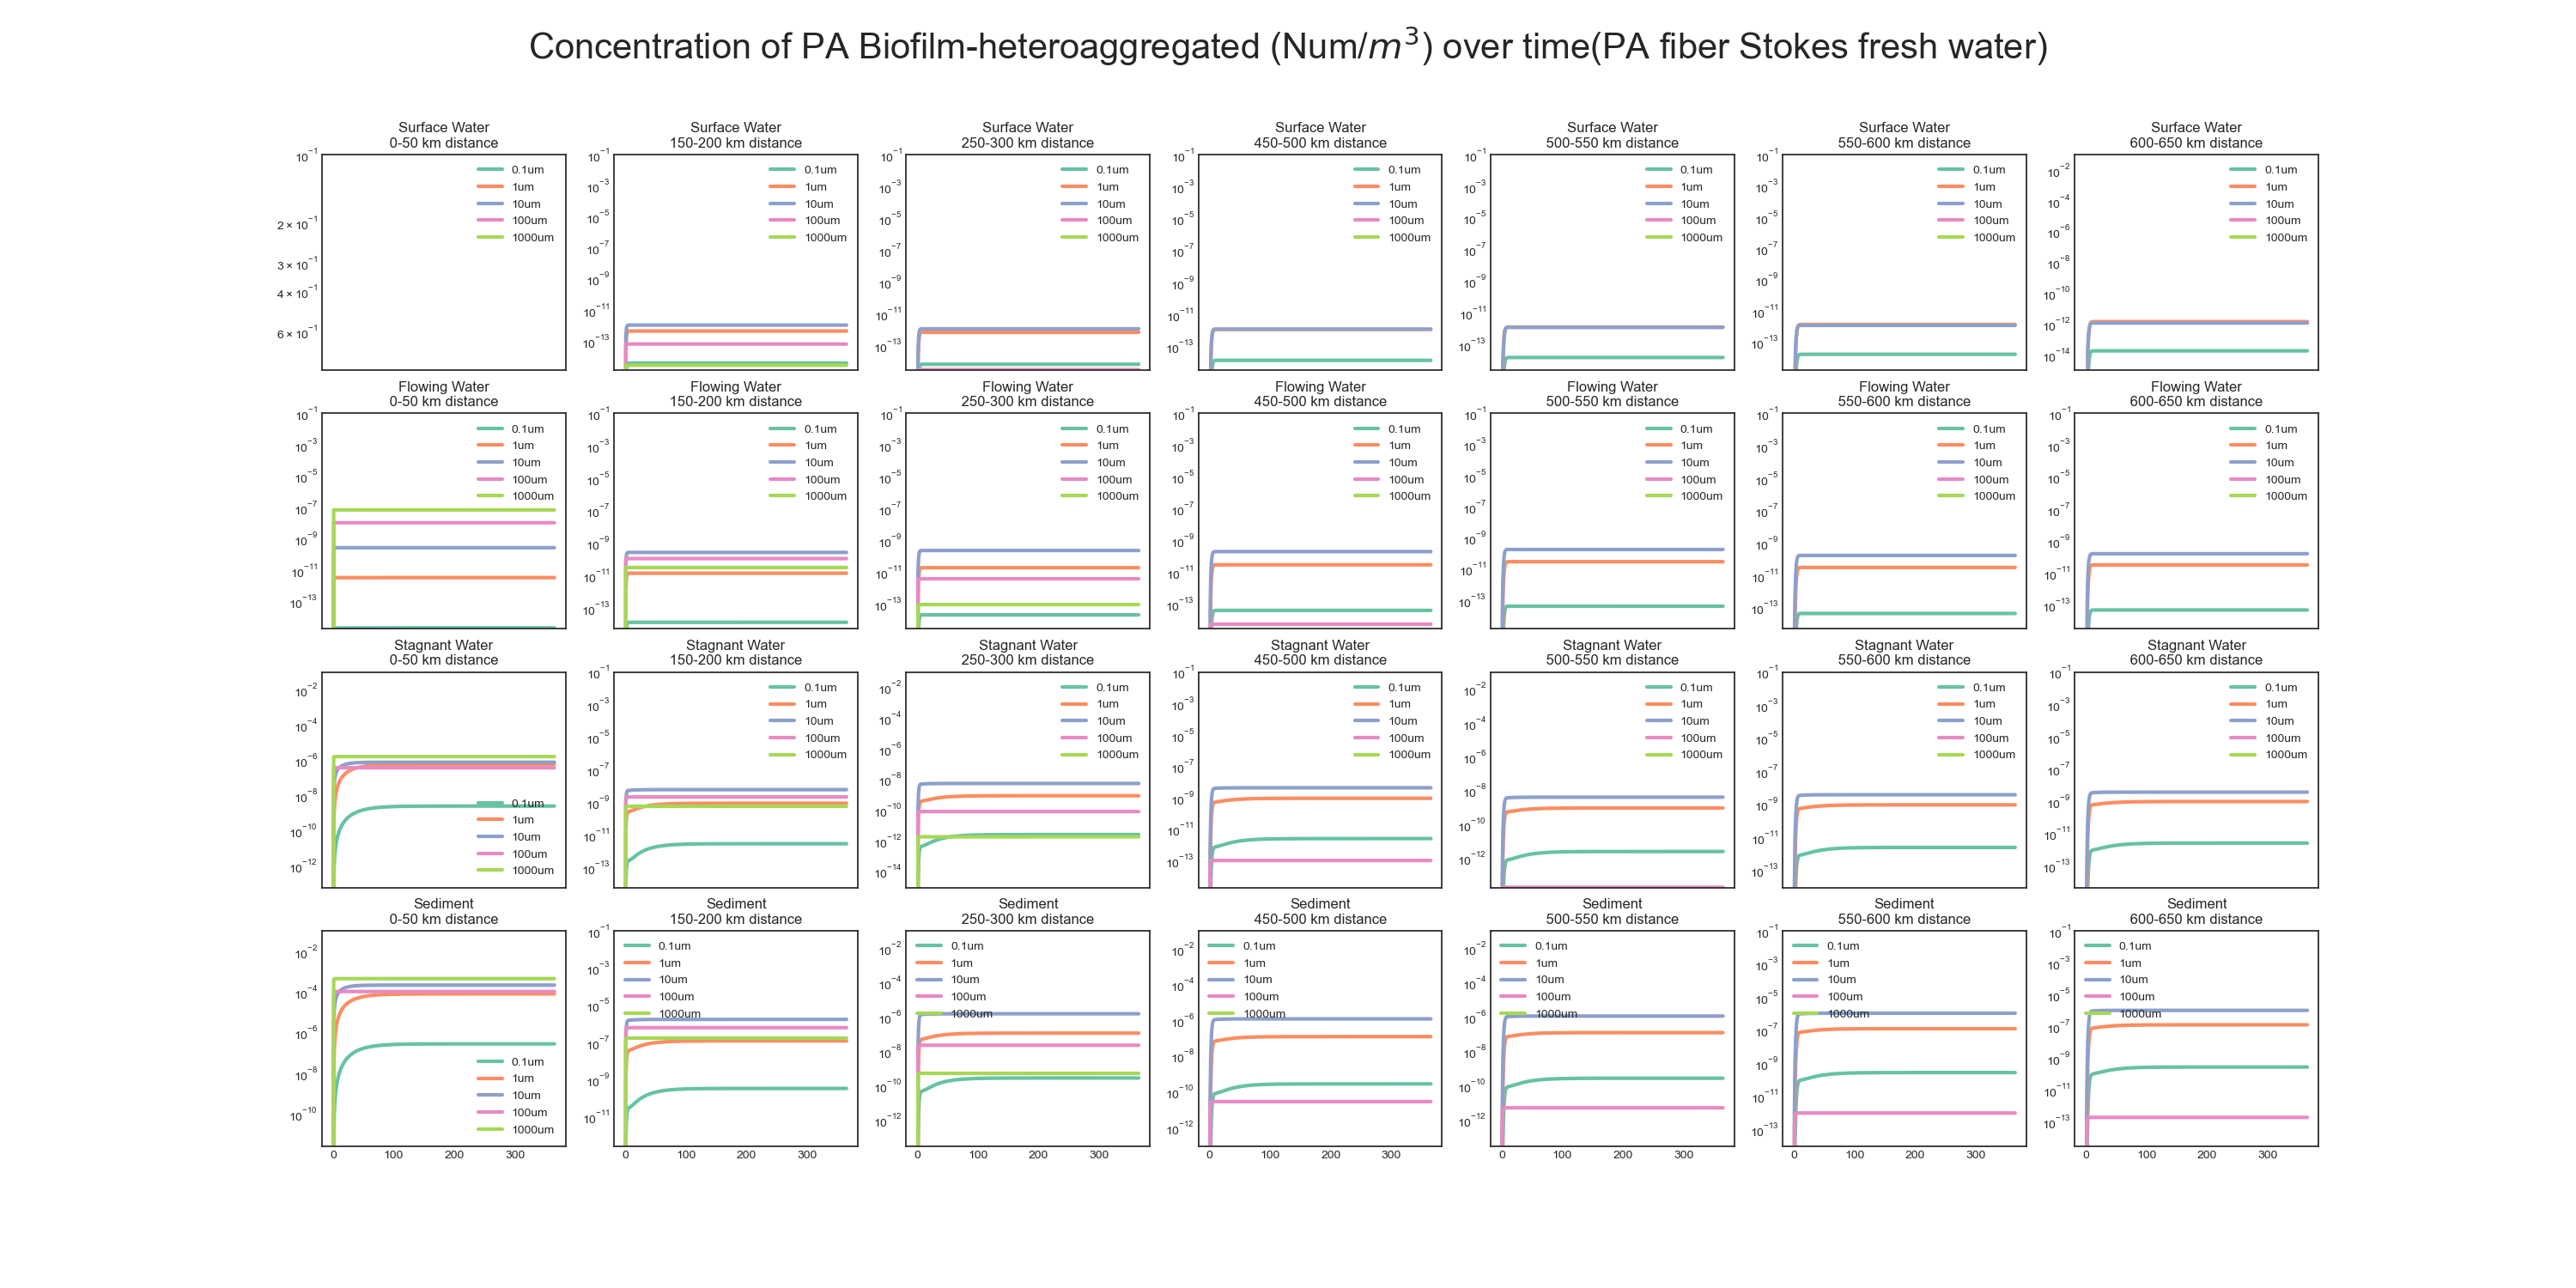 Concentration of PA Biofilm-heteroaggregated (Num/m³) over time(PA fiber Stokes fresh water)
Surface Water Surface Water Surface Water Surface Water Surface Water Surface Water Surface Water
0-50 km distance 150-200 km distance 250-300 km distance 450-500 km distance 500-550 km distance 550-600 km distance 600-650 km distance
10⁻¹ 10⁻¹ 10⁻¹ 10⁻¹ 10⁻¹ 10⁻¹ 10⁻²
2 × 10⁻¹ 10⁻³ 10⁻³ 10⁻³ 10⁻³ 10⁻³ 10⁻⁴
3 × 10⁻¹ 10⁻⁵ 10⁻⁵ 10⁻⁵ 10⁻⁵ 10⁻⁵ 10⁻⁶
4 × 10⁻¹ 10⁻⁷ 10⁻⁷ 10⁻⁷ 10⁻⁷ 10⁻⁷ 10⁻⁸
6 × 10⁻¹ 10⁻⁹ 10⁻⁹ 10⁻⁹ 10⁻⁹ 10⁻⁹ 10⁻¹⁰
10⁻¹¹ 10⁻¹¹ 10⁻¹¹ 10⁻¹¹ 10⁻¹¹ 10⁻¹²
10⁻¹³ 10⁻¹³ 10⁻¹³ 10⁻¹³ 10⁻¹³ 10⁻¹⁴
0.1um 0.1um 0.1um 0.1um 0.1um 0.1um 0.1um
1um 1um 1um 1um 1um 1um 1um
10um 10um 10um 10um 10um 10um 10um
100um 100um 100um 100um 100um 100um 100um
1000um 1000um 1000um 1000um 1000um 1000um 1000um
Flowing Water Flowing Water Flowing Water Flowing Water Flowing Water Flowing Water Flowing Water
0-50 km distance 150-200 km distance 250-300 km distance 450-500 km distance 500-550 km distance 550-600 km distance 600-650 km distance
10⁻¹ 10⁻¹ 10⁻¹ 10⁻¹ 10⁻¹ 10⁻¹ 10⁻¹
10⁻³ 10⁻³ 10⁻³ 10⁻³ 10⁻³ 10⁻³ 10⁻³
10⁻⁵ 10⁻⁵ 10⁻⁵ 10⁻⁵ 10⁻⁵ 10⁻⁵ 10⁻⁵
10⁻⁷ 10⁻⁷ 10⁻⁷ 10⁻⁷ 10⁻⁷ 10⁻⁷ 10⁻⁷
10⁻⁹ 10⁻⁹ 10⁻⁹ 10⁻⁹ 10⁻⁹ 10⁻⁹ 10⁻⁹
10⁻¹¹ 10⁻¹¹ 10⁻¹¹ 10⁻¹¹ 10⁻¹¹ 10⁻¹¹ 10⁻¹¹
10⁻¹³ 10⁻¹³ 10⁻¹³ 10⁻¹³ 10⁻¹³ 10⁻¹³ 10⁻¹³
0.1um 0.1um 0.1um 0.1um 0.1um 0.1um 0.1um
1um 1um 1um 1um 1um 1um 1um
10um 10um 10um 10um 10um 10um 10um
100um 100um 100um 100um 100um 100um 100um
1000um 1000um 1000um 1000um 1000um 1000um 1000um
Stagnant Water Stagnant Water Stagnant Water Stagnant Water Stagnant Water Stagnant Water Stagnant Water
0-50 km distance 150-200 km distance 250-300 km distance 450-500 km distance 500-550 km distance 550-600 km distance 600-650 km distance
10⁻² 10⁻¹ 10⁻² 10⁻¹ 10⁻² 10⁻¹ 10⁻¹
10⁻⁴ 10⁻³ 10⁻⁴ 10⁻³ 10⁻⁴ 10⁻³ 10⁻³
10⁻⁶ 10⁻⁵ 10⁻⁶ 10⁻⁵ 10⁻⁶ 10⁻⁵ 10⁻⁵
10⁻⁸ 10⁻⁷ 10⁻⁸ 10⁻⁷ 10⁻⁸ 10⁻⁷ 10⁻⁷
10⁻¹⁰ 10⁻⁹ 10⁻¹⁰ 10⁻⁹ 10⁻¹⁰ 10⁻⁹ 10⁻⁹
10⁻¹² 10⁻¹¹ 10⁻¹² 10⁻¹¹ 10⁻¹² 10⁻¹¹ 10⁻¹¹
10⁻¹³ 10⁻¹⁴ 10⁻¹³ 10⁻¹³ 10⁻¹³
0.1um 0.1um 0.1um 0.1um 0.1um 0.1um 0.1um
1um 1um 1um 1um 1um 1um 1um
10um 10um 10um 10um 10um 10um 10um
100um 100um 100um 100um 100um 100um 100um
1000um 1000um 1000um 1000um 1000um 1000um 1000um
Sediment Sediment Sediment Sediment Sediment Sediment Sediment
0-50 km distance 150-200 km distance 250-300 km distance 450-500 km distance 500-550 km distance 550-600 km distance 600-650 km distance
10⁻² 10⁻¹ 10⁻² 10⁻² 10⁻² 10⁻¹ 10⁻¹
10⁻⁴ 10⁻³ 10⁻⁴ 10⁻⁴ 10⁻⁴ 10⁻³ 10⁻³
10⁻⁶ 10⁻⁵ 10⁻⁶ 10⁻⁶ 10⁻⁶ 10⁻⁵ 10⁻⁵
10⁻⁸ 10⁻⁷ 10⁻⁸ 10⁻⁸ 10⁻⁸ 10⁻⁷ 10⁻⁷
10⁻¹⁰ 10⁻⁹ 10⁻¹⁰ 10⁻¹⁰ 10⁻¹⁰ 10⁻⁹ 10⁻⁹
10⁻¹¹ 10⁻¹² 10⁻¹² 10⁻¹² 10⁻¹¹ 10⁻¹¹
10⁻¹³ 10⁻¹³
0.1um 0.1um 0.1um 0.1um 0.1um 0.1um 0.1um
1um 1um 1um 1um 1um 1um 1um
10um 10um 10um 10um 10um 10um 10um
100um 100um 100um 100um 100um 100um 100um
1000um 1000um 1000um 1000um 1000um 1000um 1000um
0 100 200 300 0 100 200 300 0 100 200 300 0 100 200 300 0 100 200 300 0 100 200 300 0 100 200 300